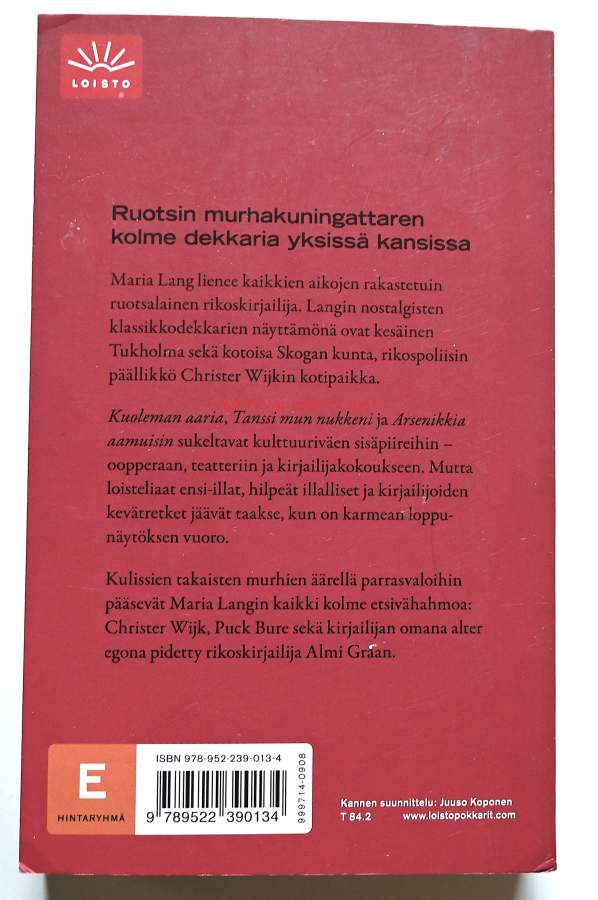 LOISTO
Ruotsin murhakuningattaren
kolme dekkaria yksissä kansissa
Maria Lang lienee kaikkien aikojen rakastetuin
ruotsalainen rikoskirjailija. Langin nostalgisten
klassikkodekkarien näyttämönä ovat kesäinen
Tukholma sekä kotoisa Skogan kunta, rikospoliisin
päällikkö Christer Wijkin kotipaikka.
Kuoleman aaria, Tanssi mun nukkeni ja Arsenikkia
aamuisin sukeltavat kulttuuriväen sisäpiireihin –
oopperaan, teatteriin ja kirjailijakokoukseen. Mutta
loisteliaat ensi-illat, hilpeät illalliset ja kirjailijoiden
kevätretket jäävät taakse, kun on karmean loppu-
näytöksen vuoro.
Kulissien takaisten murhien äärellä parrasvaloihin
pääsevät Maria Langin kaikki kolme etsivähahmoa:
Christer Wijk, Puck Bure sekä kirjailijan omana alter
egona pidetty rikoskirjailija Almi Graan.
E
HINTARYHMÄ
ISBN 978-952-239-013-4
9 789522 390134
999714-0908
Kannen suunnittelu: Juuso Koponen
T 84.2 www.loistopokkarit.com